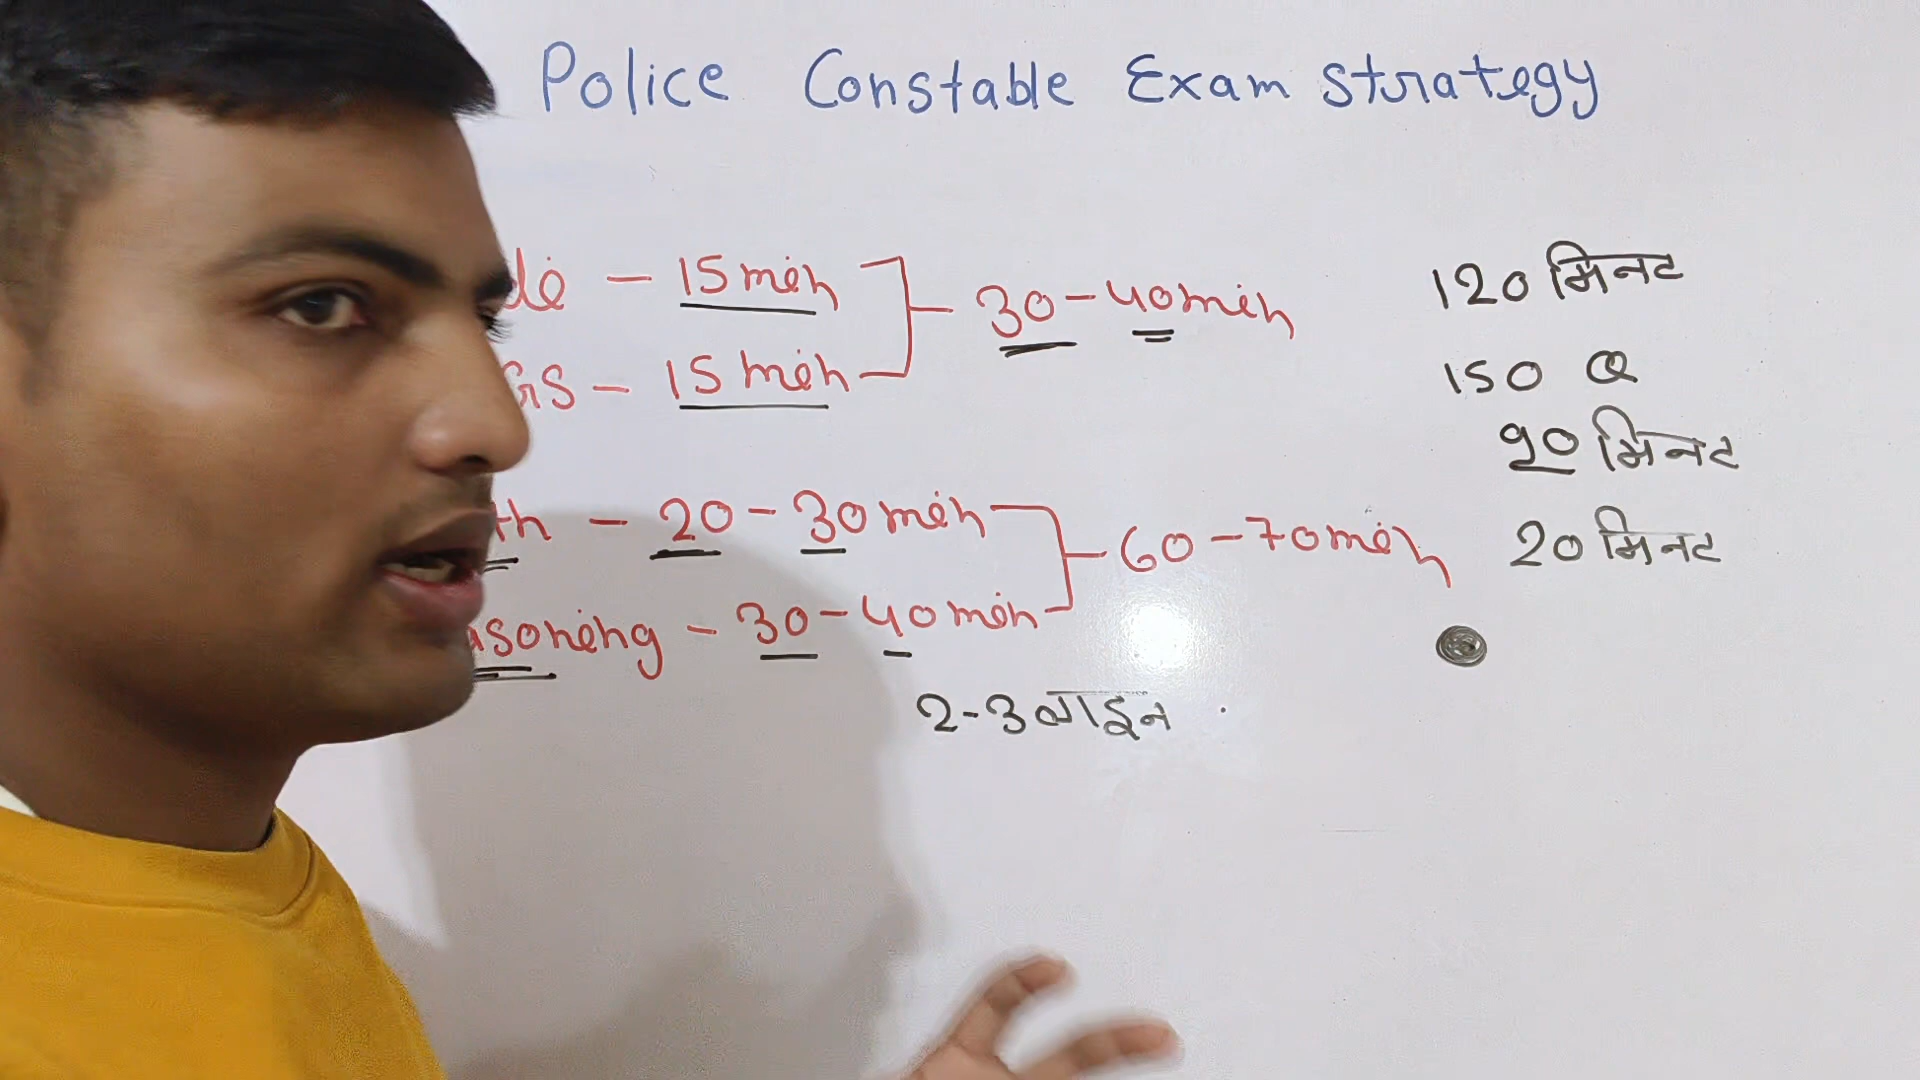 Police Constable Exam Strategy
- 15 min
GS - 15 min
30 - 40 min
- 20 - 30 min
- 30 - 40 min
60 - 70 min
2-3 लाइन
120 मिनट
150 Q
90 मिनट
20 मिनट